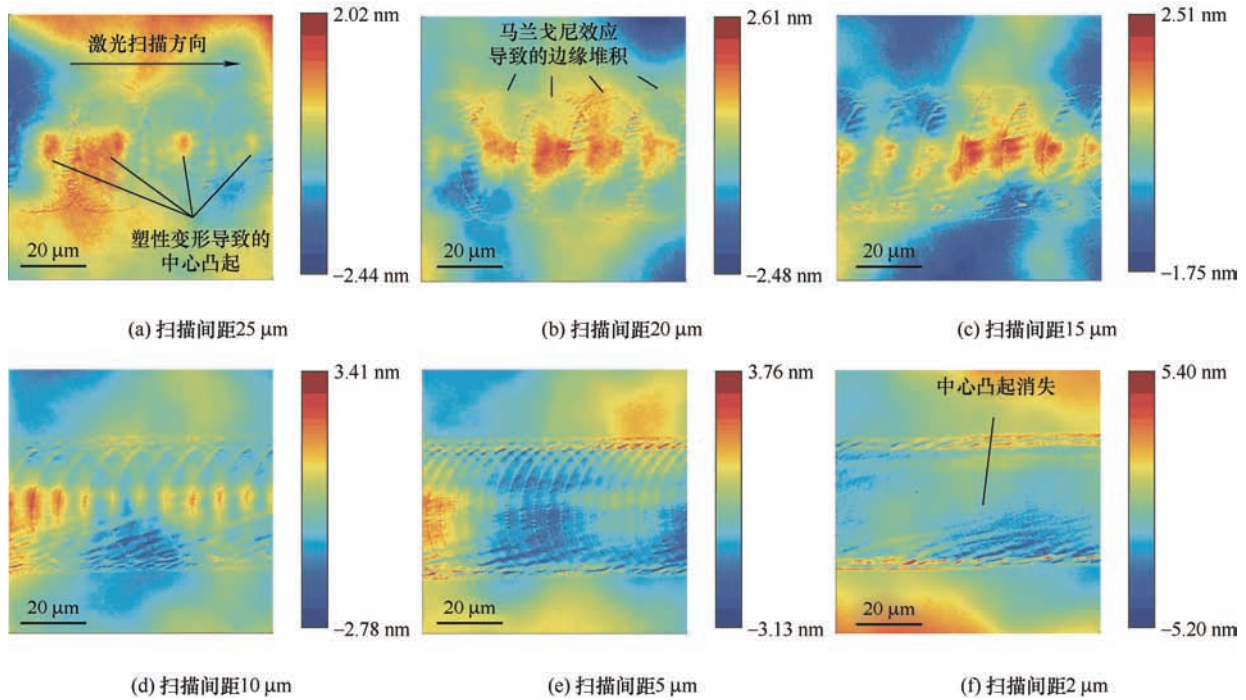 激光扫描方向
塑性变形导致的
中心凸起
20 μm
2.02 nm
−2.44 nm
(a) 扫描间距25 μm
马兰戈尼效应
导致的边缘堆积
20 μm
2.61 nm
−2.48 nm
(b) 扫描间距20 μm
20 μm
2.51 nm
−1.75 nm
(c) 扫描间距15 μm
20 μm
3.41 nm
−2.78 nm
(d) 扫描间距10 μm
20 μm
3.76 nm
−3.13 nm
(e) 扫描间距5 μm
中心凸起消失
20 μm
5.40 nm
−5.20 nm
(f) 扫描间距2 μm